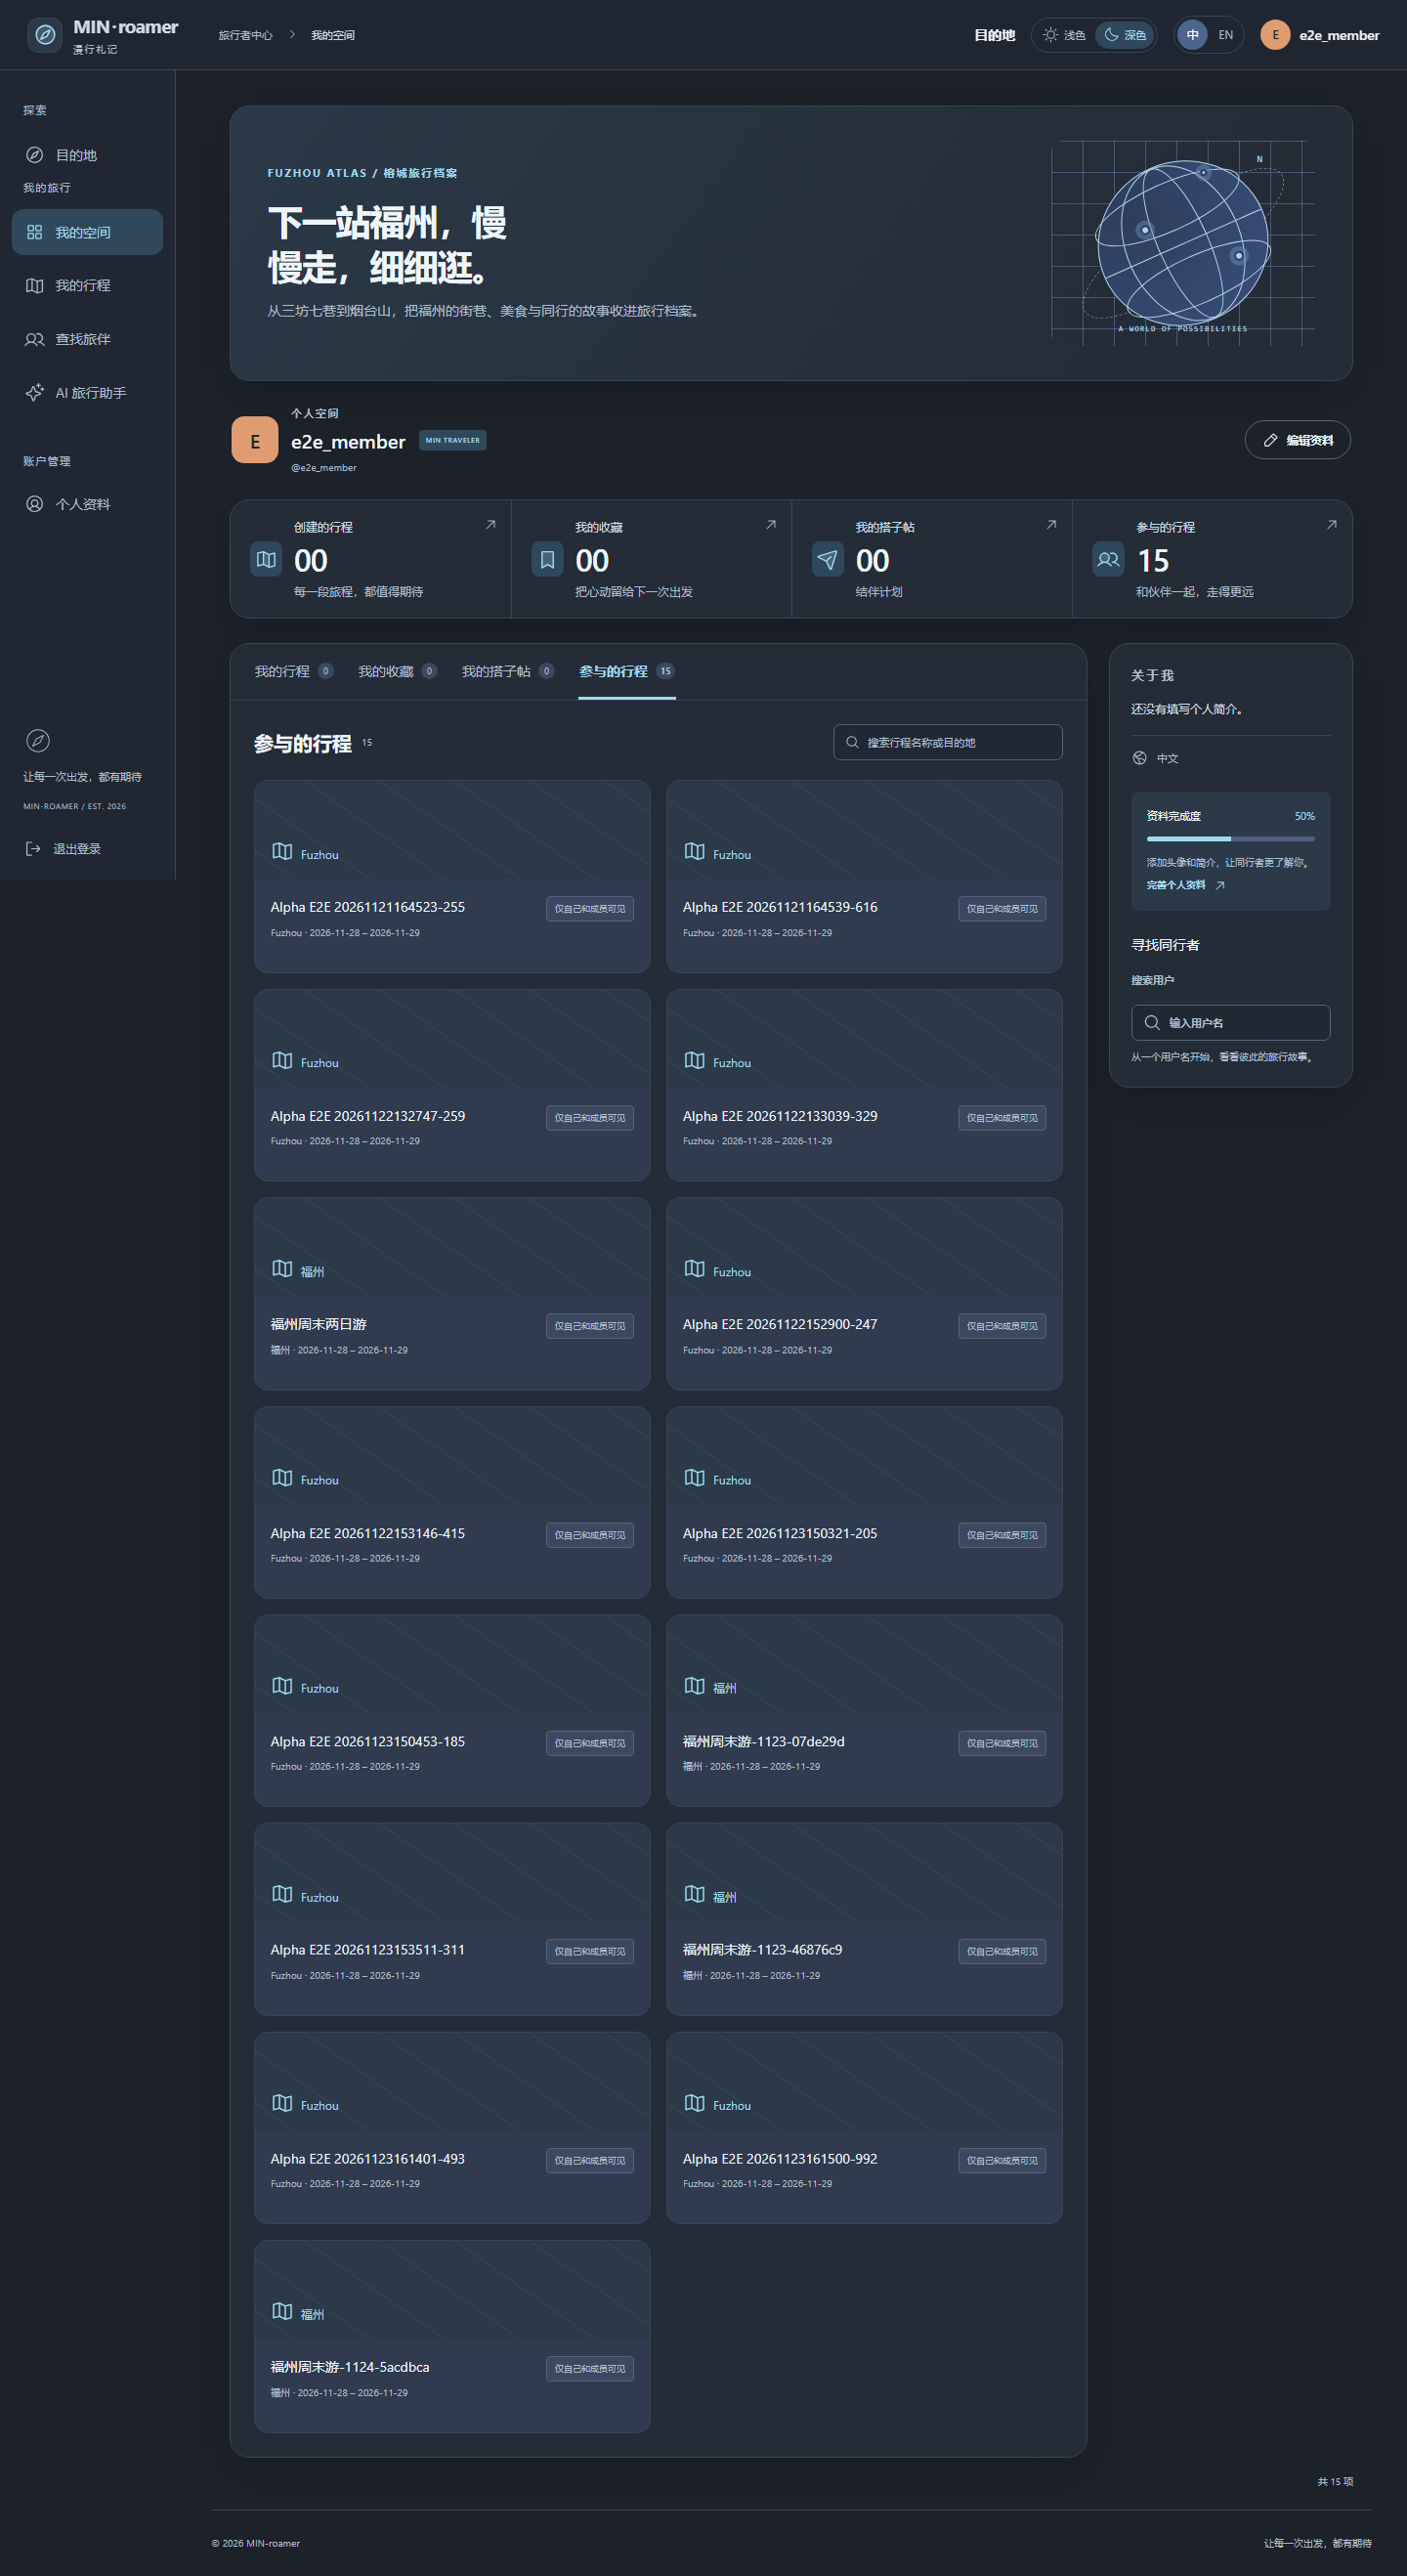 MIN·roamer
漫行札记
旅行者中心
我的空间
目的地
浅色
深色
中
EN
E
e2e_member
探索
目的地
我的旅行
我的空间
我的行程
查找旅伴
AI 旅行助手
账户管理
个人资料
让每一次出发，都有期待
MIN-ROAMER / EST. 2026
退出登录
FUZHOU ATLAS / 榕城旅行档案
下一站福州，慢
慢走，细细逛。
从三坊七巷到烟台山，把福州的街巷、美食与同行的故事收进旅行档案。
N
A WORLD OF POSSIBILITIES
E
个人空间
e2e_member
MIN TRAVELER
@e2e_member
编辑资料
创建的行程
00
每一段旅程，都值得期待
我的收藏
00
把心动留给下一次出发
我的搭子帖
00
结伴计划
参与的行程
15
和伙伴一起，走得更远
我的行程 0
我的收藏 0
我的搭子帖 0
参与的行程 15
参与的行程 15
搜索行程名称或目的地
Fuzhou
Alpha E2E 20261121164523-255
仅自己和成员可见
Fuzhou · 2026-11-28 – 2026-11-29
Fuzhou
Alpha E2E 20261121164539-616
仅自己和成员可见
Fuzhou · 2026-11-28 – 2026-11-29
Fuzhou
Alpha E2E 20261122132747-259
仅自己和成员可见
Fuzhou · 2026-11-28 – 2026-11-29
Fuzhou
Alpha E2E 20261122133039-329
仅自己和成员可见
Fuzhou · 2026-11-28 – 2026-11-29
福州
福州周末两日游
仅自己和成员可见
福州 · 2026-11-28 – 2026-11-29
Fuzhou
Alpha E2E 20261122152900-247
仅自己和成员可见
Fuzhou · 2026-11-28 – 2026-11-29
Fuzhou
Alpha E2E 20261122153146-415
仅自己和成员可见
Fuzhou · 2026-11-28 – 2026-11-29
Fuzhou
Alpha E2E 20261123150321-205
仅自己和成员可见
Fuzhou · 2026-11-28 – 2026-11-29
Fuzhou
Alpha E2E 20261123150453-185
仅自己和成员可见
Fuzhou · 2026-11-28 – 2026-11-29
福州
福州周末游-1123-07de29d
仅自己和成员可见
福州 · 2026-11-28 – 2026-11-29
Fuzhou
Alpha E2E 20261123153511-311
仅自己和成员可见
Fuzhou · 2026-11-28 – 2026-11-29
福州
福州周末游-1123-46876c9
仅自己和成员可见
福州 · 2026-11-28 – 2026-11-29
Fuzhou
Alpha E2E 20261123161401-493
仅自己和成员可见
Fuzhou · 2026-11-28 – 2026-11-29
Fuzhou
Alpha E2E 20261123161500-992
仅自己和成员可见
Fuzhou · 2026-11-28 – 2026-11-29
福州
福州周末游-1124-5acdbca
仅自己和成员可见
福州 · 2026-11-28 – 2026-11-29
关于我
还没有填写个人简介。
中文
资料完成度
50%
添加头像和简介，让同行者更了解你。
完善个人资料
寻找同行者
搜索用户
输入用户名
从一个用户名开始，看看彼此的旅行故事。
共 15 项
© 2026 MIN-roamer
让每一次出发，都有期待